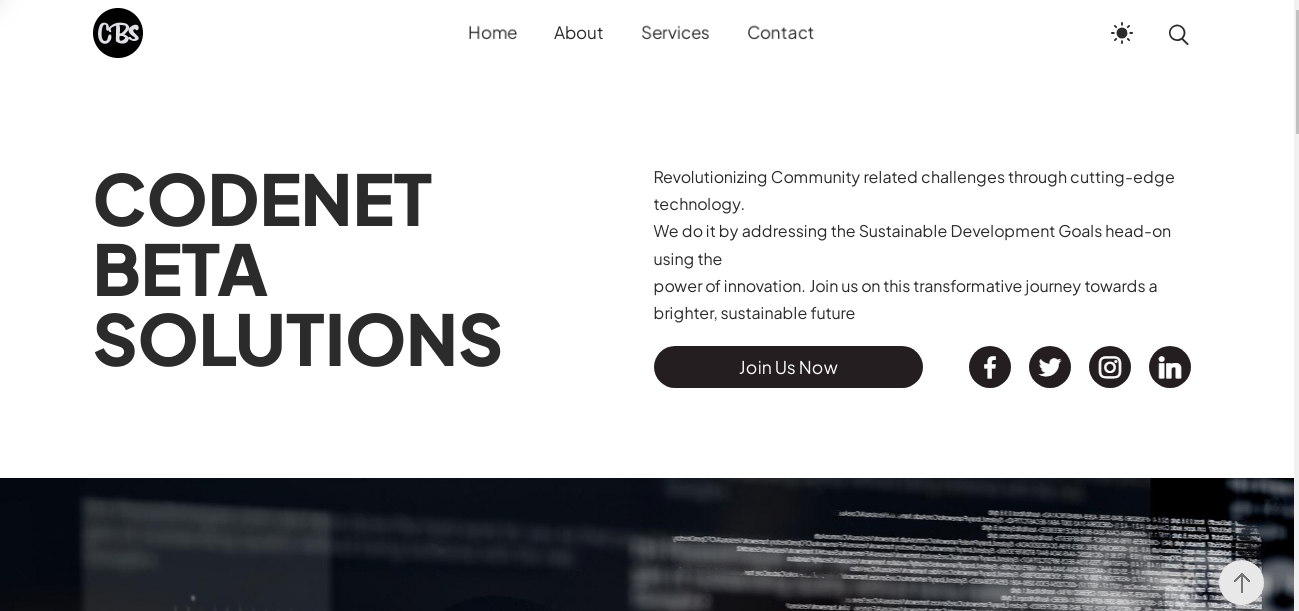 CBS
Home About Services Contact
CODENET
BETA
SOLUTIONS
Revolutionizing Community related challenges through cutting-edge
technology.
We do it by addressing the Sustainable Development Goals head-on
using the
power of innovation. Join us on this transformative journey towards a
brighter, sustainable future
Join Us Now